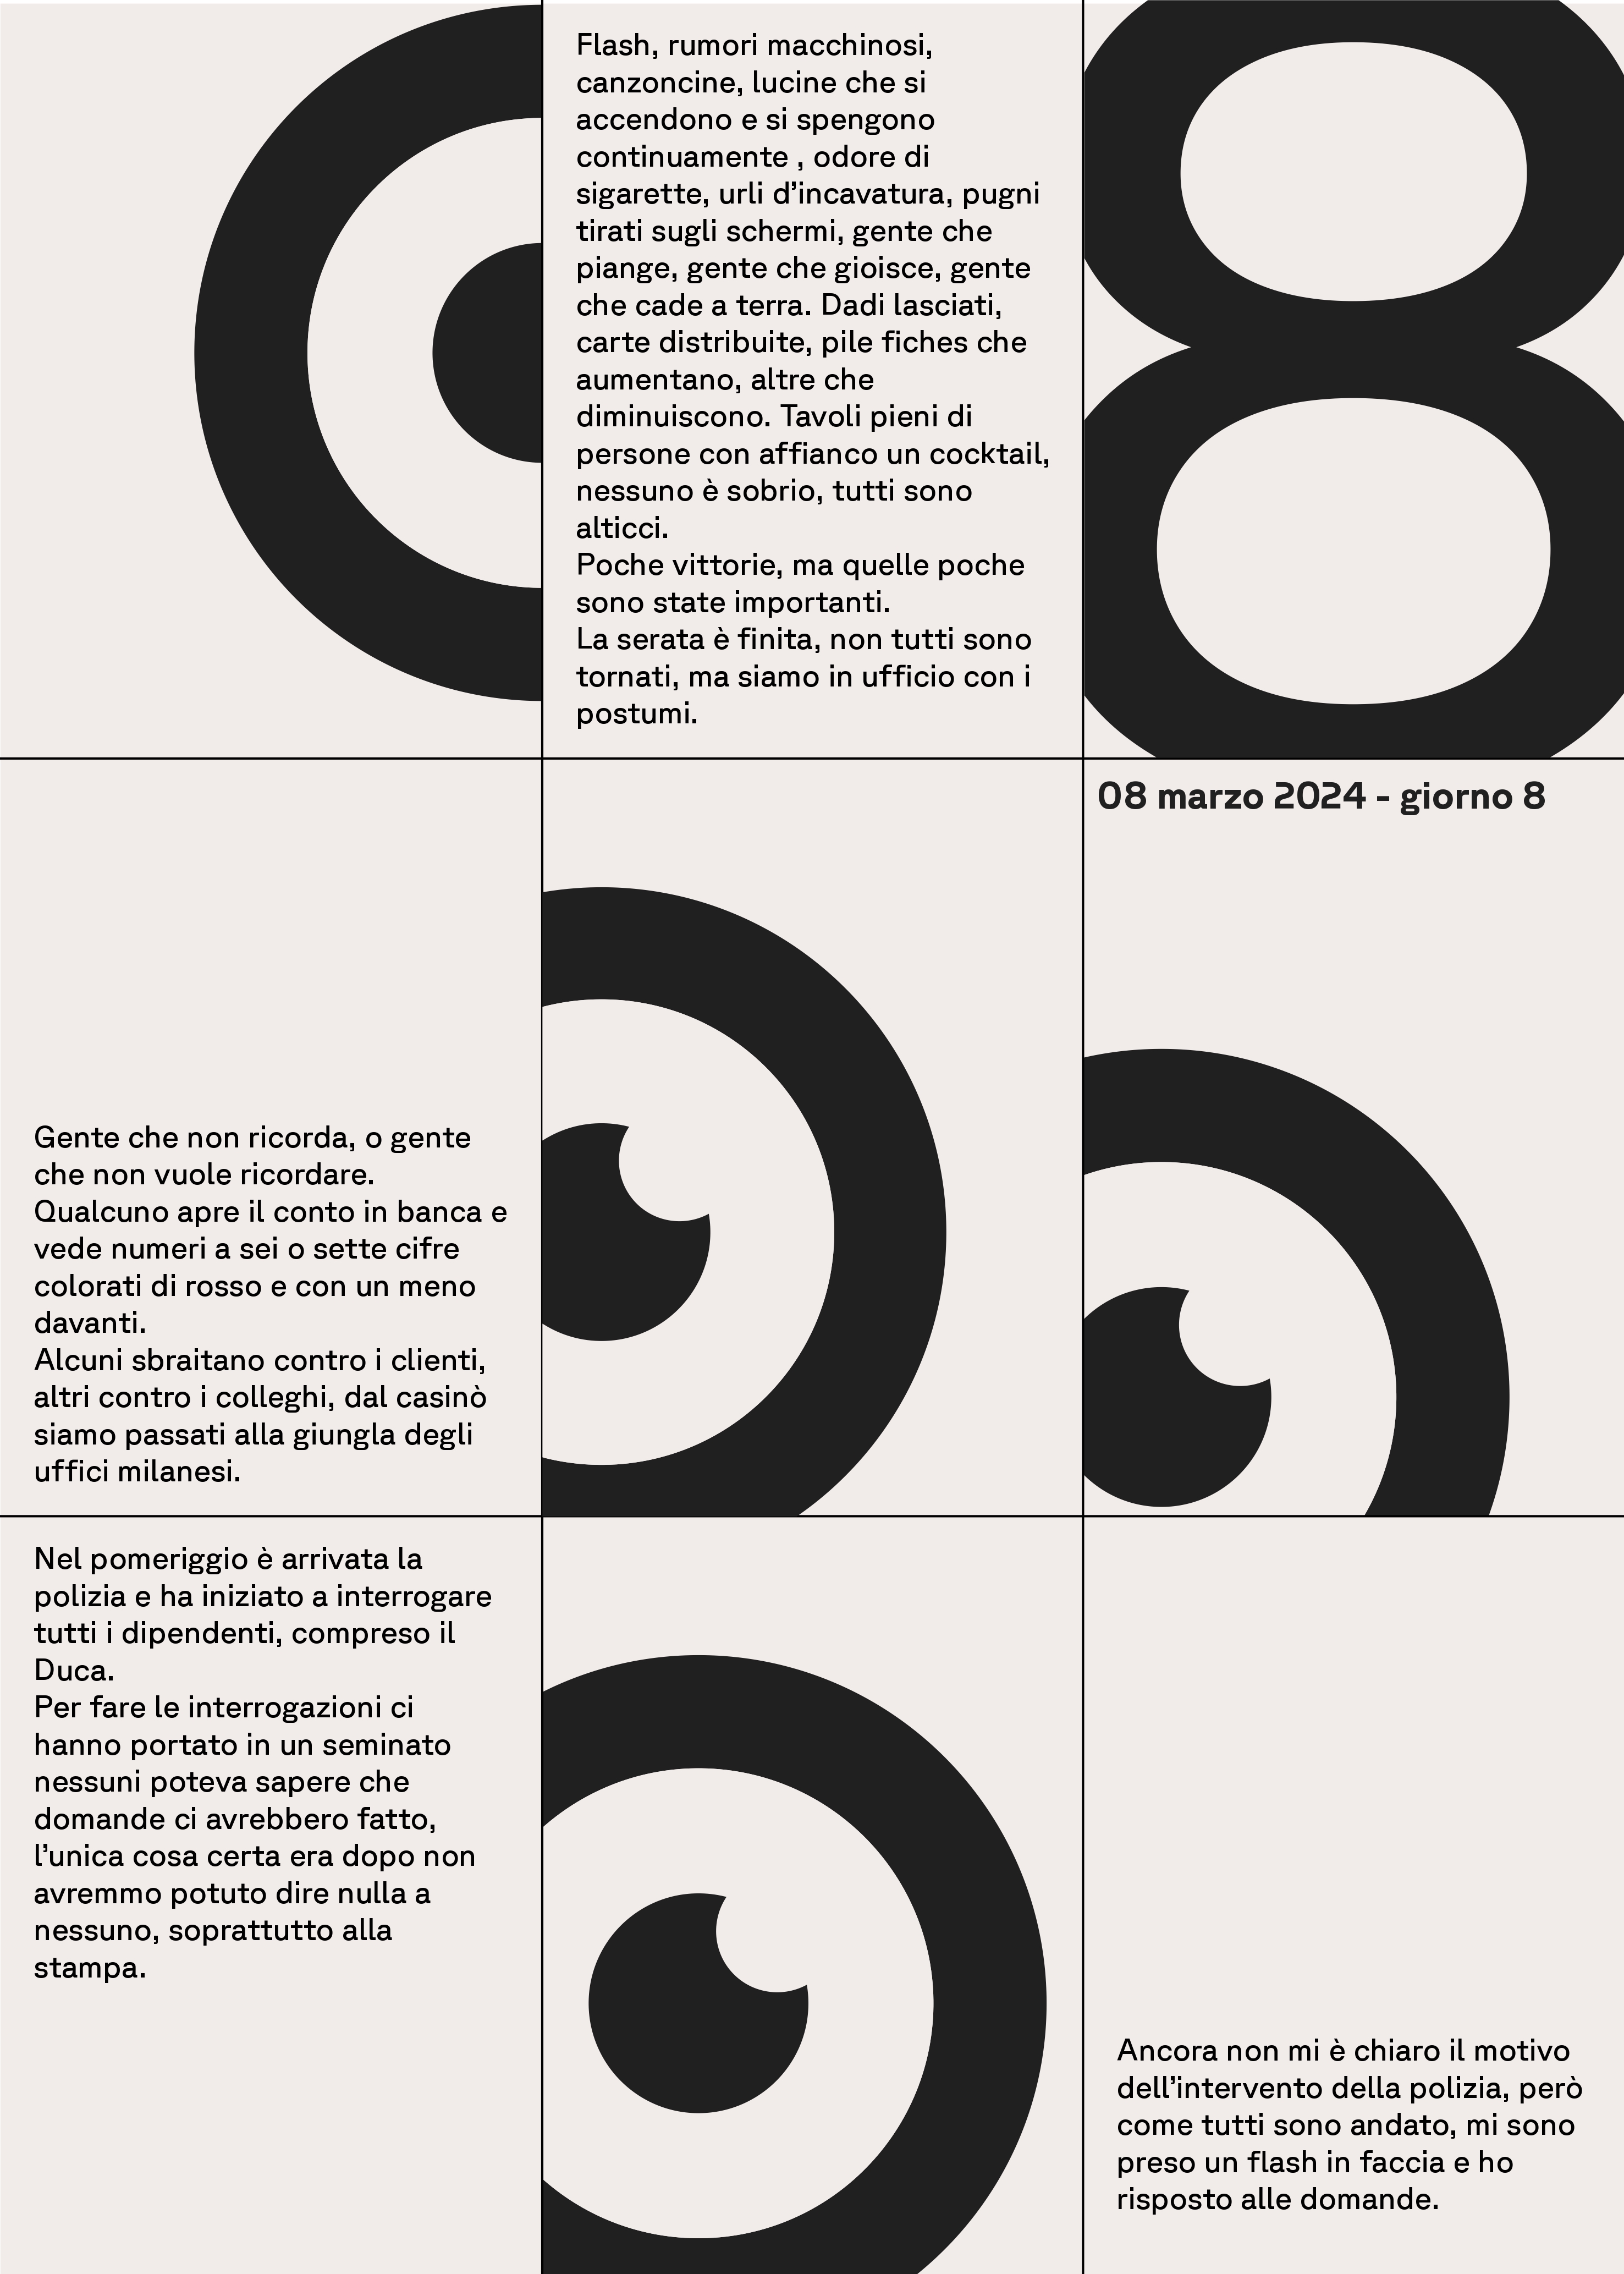 Flash, rumori macchinosi,
canzoncine, lucine che si
accendono e si spengono
continuamente , odore di
sigarette, urli d'incavatura, pugni
tirati sugli schermi, gente che
piange, gente che gioisce, gente
che cade a terra. Dadi lasciati,
carte distribuite, pile fiches che
aumentano, altre che
diminuiscono. Tavoli pieni di
persone con affianco un cocktail,
nessuno è sobrio, tutti sono
alticci.
Poche vittorie, ma quelle poche
sono state importanti.
La serata è finita, non tutti sono
tornati, ma siamo in ufficio con i
postumi.
8
08 marzo 2024 - giorno 8
Gente che non ricorda, o gente
che non vuole ricordare.
Qualcuno apre il conto in banca e
vede numeri a sei o sette cifre
colorati di rosso e con un meno
davanti.
Alcuni sbraitano contro i clienti,
altri contro i colleghi, dal casinò
siamo passati alla giungla degli
uffici milanesi.
Nel pomeriggio è arrivata la
polizia e ha iniziato a interrogare
tutti i dipendenti, compreso il
Duca.
Per fare le interrogazioni ci
hanno portato in un seminato
nessuni poteva sapere che
domande ci avrebbero fatto,
l'unica cosa certa era dopo non
avremmo potuto dire nulla a
nessuno, soprattutto alla
stampa.
Ancora non mi è chiaro il motivo
dell'intervento della polizia, però
come tutti sono andato, mi sono
preso un flash in faccia e ho
risposto alle domande.